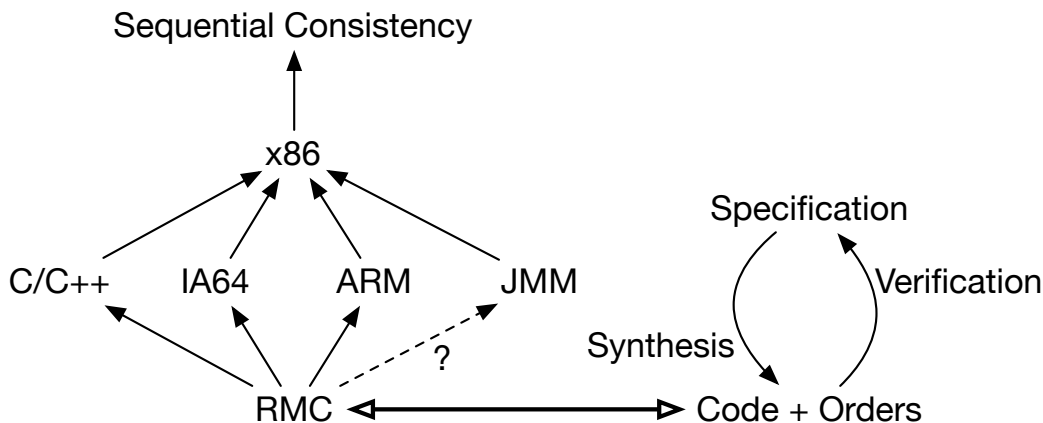 Sequential Consistency
x86
Specification
C/C++ IA64 ARM JMM Verification
Synthesis
?
RMC Code + Orders